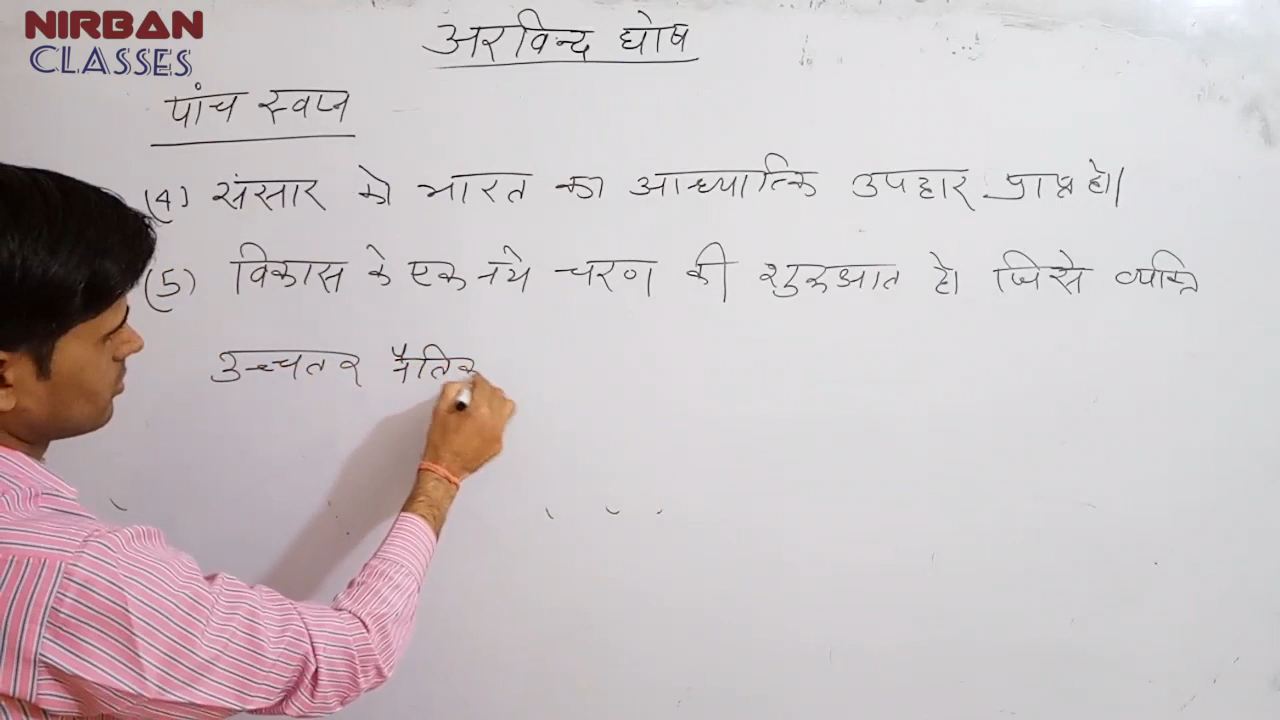 NIRBAN
CLASSES
अरविन्द घोष
पांच स्वप्न
(4) संसार को भारत का आध्यात्कि उपहार प्राप्त हो।
(5) विकास के एक नये चरण की शुरुआत हो जिसे व्यक्ति
उच्चतर नैतिक